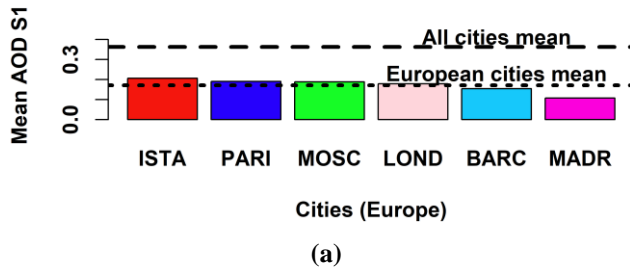 Mean AOD S1
0.3
0.0
All cities mean
European cities mean
ISTA PARI MOSC LOND BARC MADR
Cities (Europe)
(a)